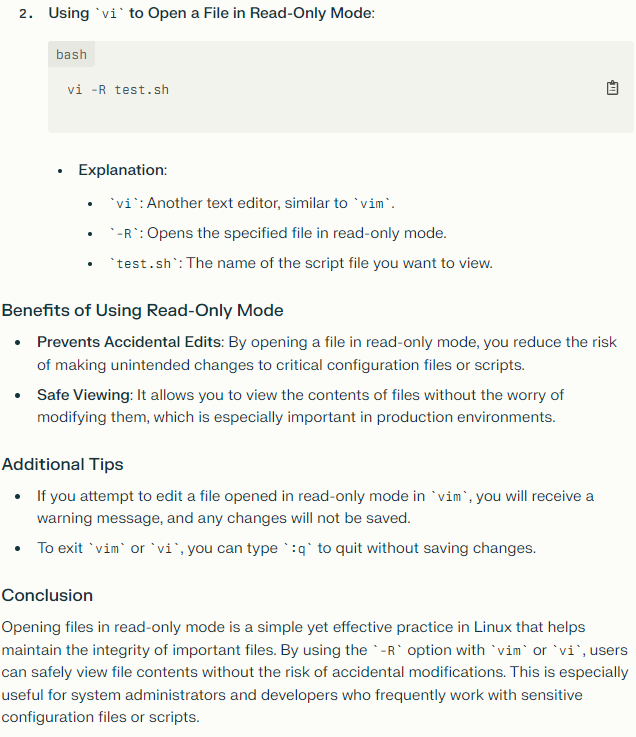 2. Using `vi` to Open a File in Read-Only Mode:
bash
vi -R test.sh
• Explanation:
• `vi`: Another text editor, similar to `vim`.
• `-R`: Opens the specified file in read-only mode.
• `test.sh`: The name of the script file you want to view.
Benefits of Using Read-Only Mode
• Prevents Accidental Edits: By opening a file in read-only mode, you reduce the risk
of making unintended changes to critical configuration files or scripts.
• Safe Viewing: It allows you to view the contents of files without the worry of
modifying them, which is especially important in production environments.
Additional Tips
• If you attempt to edit a file opened in read-only mode in `vim`, you will receive a
warning message, and any changes will not be saved.
• To exit `vim` or `vi`, you can type `:q` to quit without saving changes.
Conclusion
Opening files in read-only mode is a simple yet effective practice in Linux that helps
maintain the integrity of important files. By using the `-R` option with `vim` or `vi`, users
can safely view file contents without the risk of accidental modifications. This is especially
useful for system administrators and developers who frequently work with sensitive
configuration files or scripts.